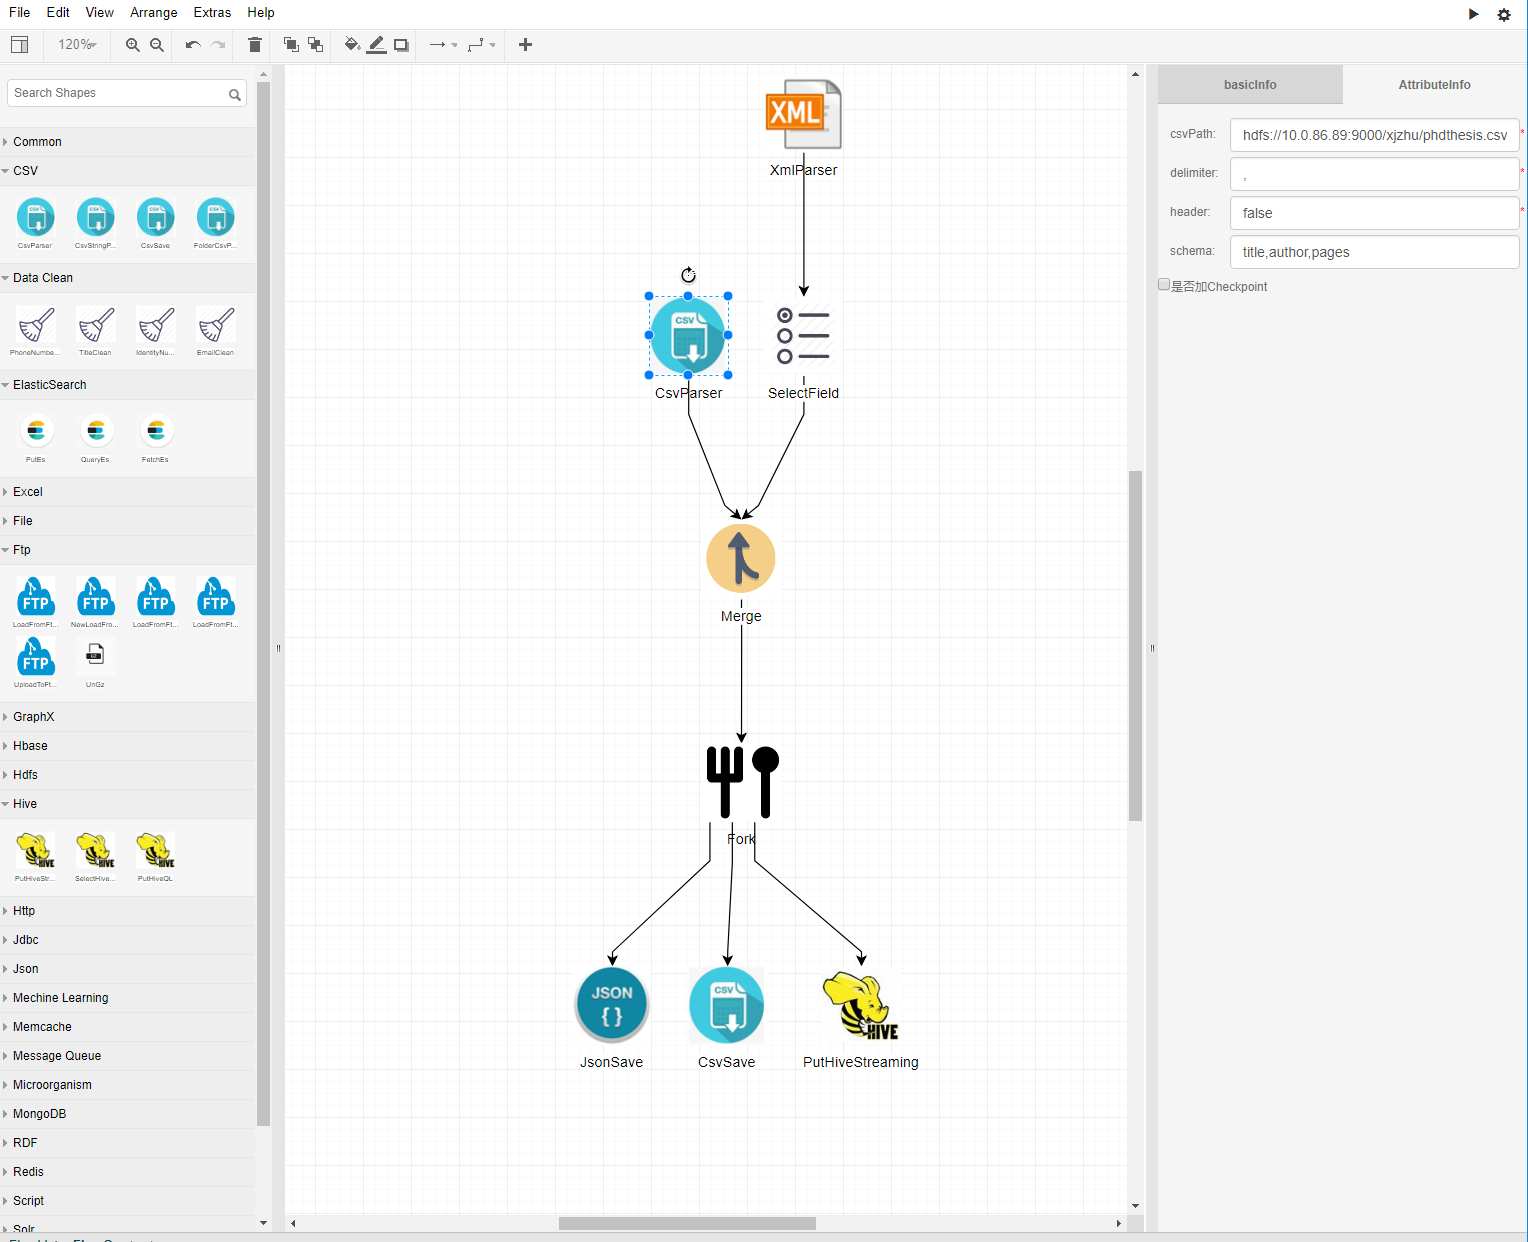 File Edit View Arrange Extras Help
120%
Search Shapes
Common
CSV
CsvParser CsvStringP... CsvSave FolderCsvP...
Data Clean
PhoneNumbe... TitleClean IdentityNu... EmailClean
ElasticSearch
PutEs QueryEs FetchEs
Excel
File
Ftp
FTP FTP FTP FTP
LoadFromFt... NewLoadFro... LoadFromFt... LoadFromFt...
FTP
UploadToFt... UnGz
GraphX
Hbase
Hdfs
Hive
HIVE HIVE HIVE
PutHiveStr... SelectHive... PutHiveQL
Http
Jdbc
Json
Mechine Learning
Memcache
Message Queue
Microorganism
MongoDB
RDF
Redis
Script
Solr
XML
XmlParser
CSV
CsvParser SelectField
Merge
Fork
JSON
{ }
CSV
HIVE
JsonSave CsvSave PutHiveStreaming
basicInfo AttributeInfo
csvPath: hdfs://10.0.86.89:9000/xjzhu/phdthesis.csv *
delimiter: , *
header: false *
schema: title,author,pages
是否加Checkpoint